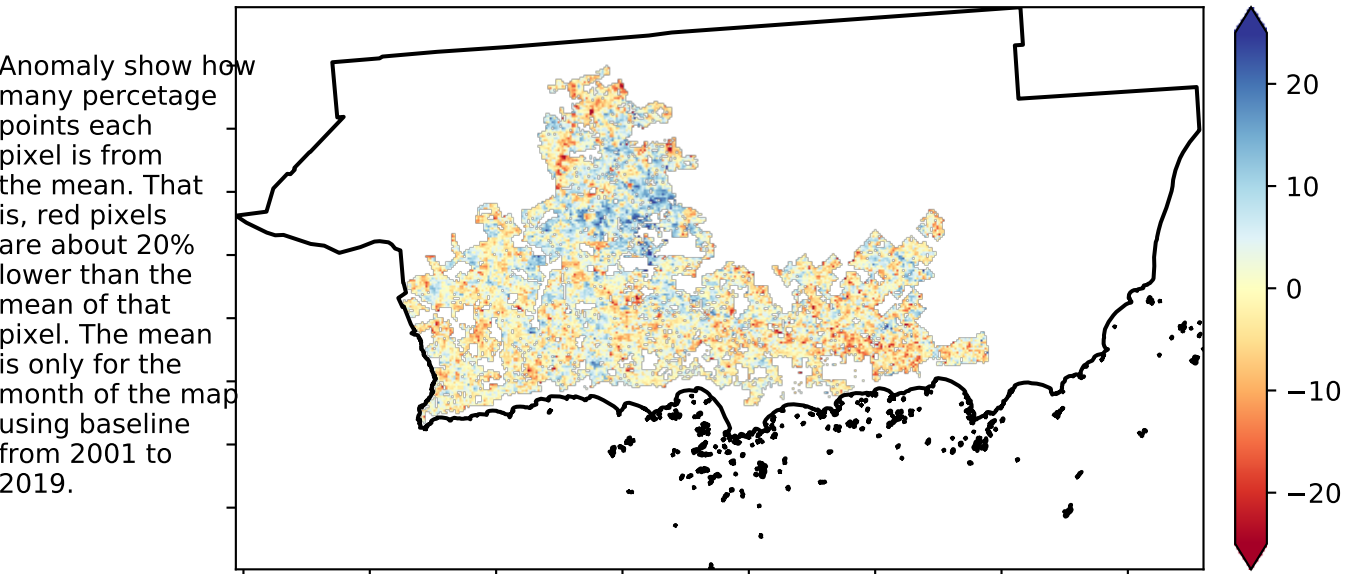 Anomaly show how
many percetage
points each
pixel is from
the mean. That
is, red pixels
are about 20%
lower than the
mean of that
pixel. The mean
is only for the
month of the map
using baseline
from 2001 to
2019.
20
10
0
−10
−20